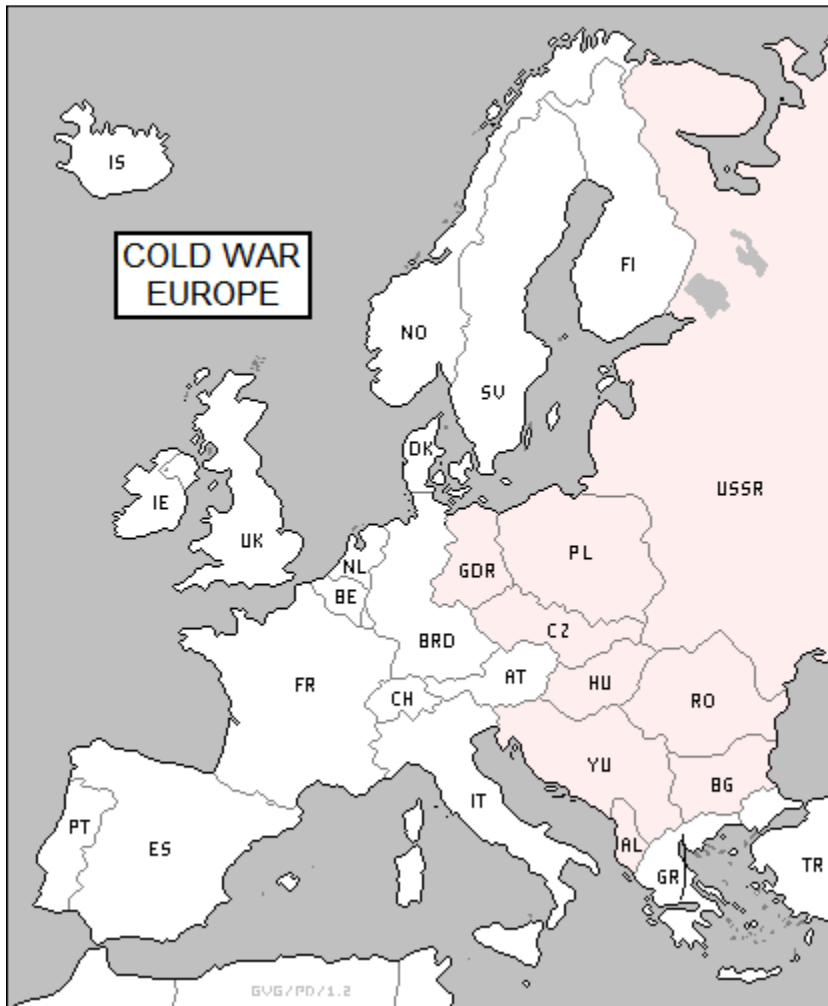 IS
COLD WAR
EUROPE
FI
NO
SV
DK
USSR
IE
UK
NL
GDR
PL
BE
CZ
BRD
AT
FR
CH
HU
RO
YU
BG
IT
PT
ES
AL
GR
TR
GVG/PD/1.2